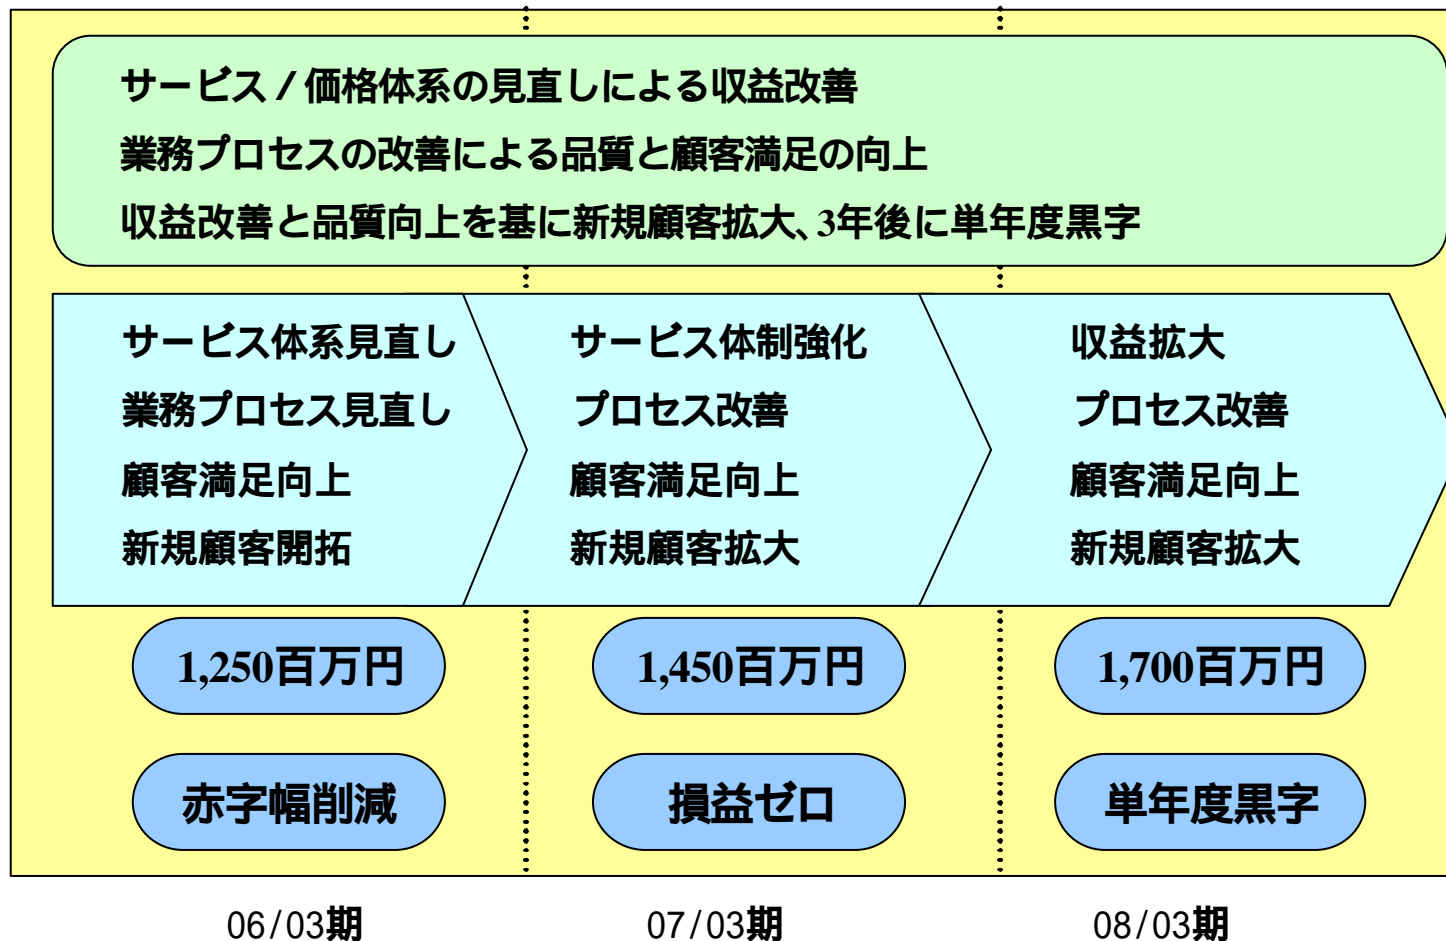 サービス/価格体系の見直しによる収益改善
業務プロセスの改善による品質と顧客満足の向上
収益改善と品質向上を基に新規顧客拡大、3年後に単年度黒字
サービス体系見直し
業務プロセス見直し
顧客満足向上
新規顧客開拓
サービス体制強化
プロセス改善
顧客満足向上
新規顧客拡大
収益拡大
プロセス改善
顧客満足向上
新規顧客拡大
1,250百万円
1,450百万円
1,700百万円
赤字幅削減
損益ゼロ
単年度黒字
06/03期
07/03期
08/03期